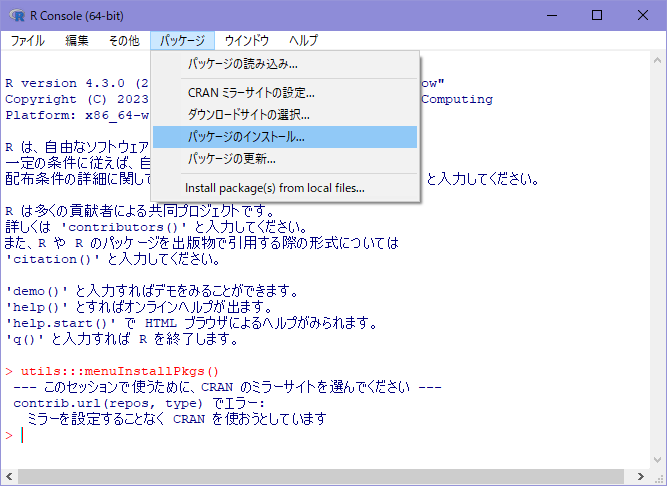 R Console (64-bit)
ファイル 編集 その他 パッケージ ウインドウ ヘルプ
パッケージの読み込み...
CRAN ミラーサイトの設定...
ダウンロードサイトの選択...
パッケージのインストール...
パッケージの更新...
Install package(s) from local files...
R version 4.3.0 (2 ow"
Copyright (C) 2023 Computing
Platform: x86_64-w
R は、自由なソフトウェア
一定の条件に従えば、自
配布条件の詳細に関して と入力してください。
R は多くの貢献者による共同プロジェクトです。
詳しくは 'contributors()' と入力してください。
また、R や R のパッケージを出版物で引用する際の形式については
'citation()' と入力してください。
'demo()' と入力すればデモをみることができます。
'help()' とすればオンラインヘルプが出ます。
'help.start()' で HTML ブラウザによるヘルプがみられます。
'q()' と入力すれば R を終了します。
> utils:::menuInstallPkgs()
--- このセッションで使うために、CRAN のミラーサイトを選んでください ---
contrib.url(repos, type) でエラー:
ミラーを設定することなく CRAN を使おうとしています
>